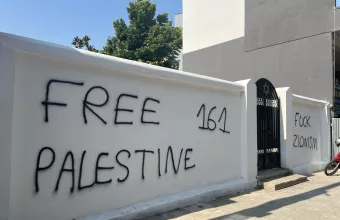 FREE 161
PALESTINE
FUCK
ZIONISM